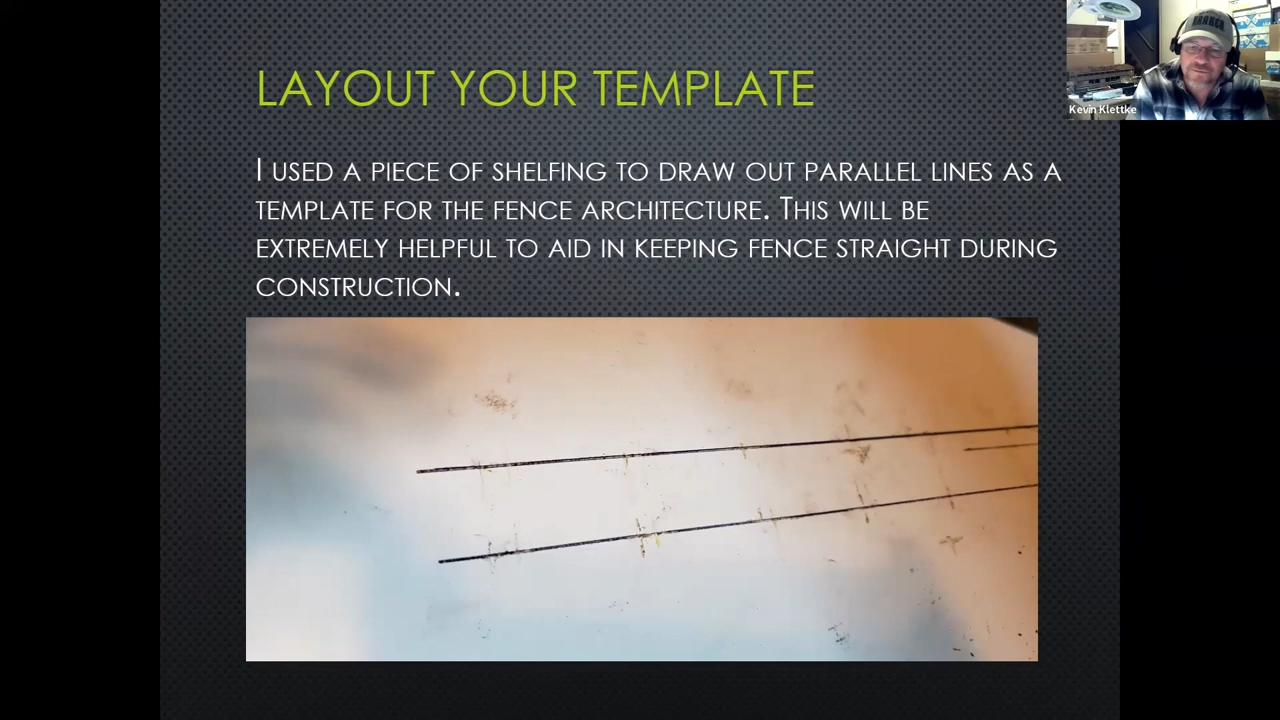 LAYOUT YOUR TEMPLATE
I USED A PIECE OF SHELFING TO DRAW OUT PARALLEL LINES AS A
TEMPLATE FOR THE FENCE ARCHITECTURE. THIS WILL BE
EXTREMELY HELPFUL TO AID IN KEEPING FENCE STRAIGHT DURING
CONSTRUCTION.
Kevin Klettke